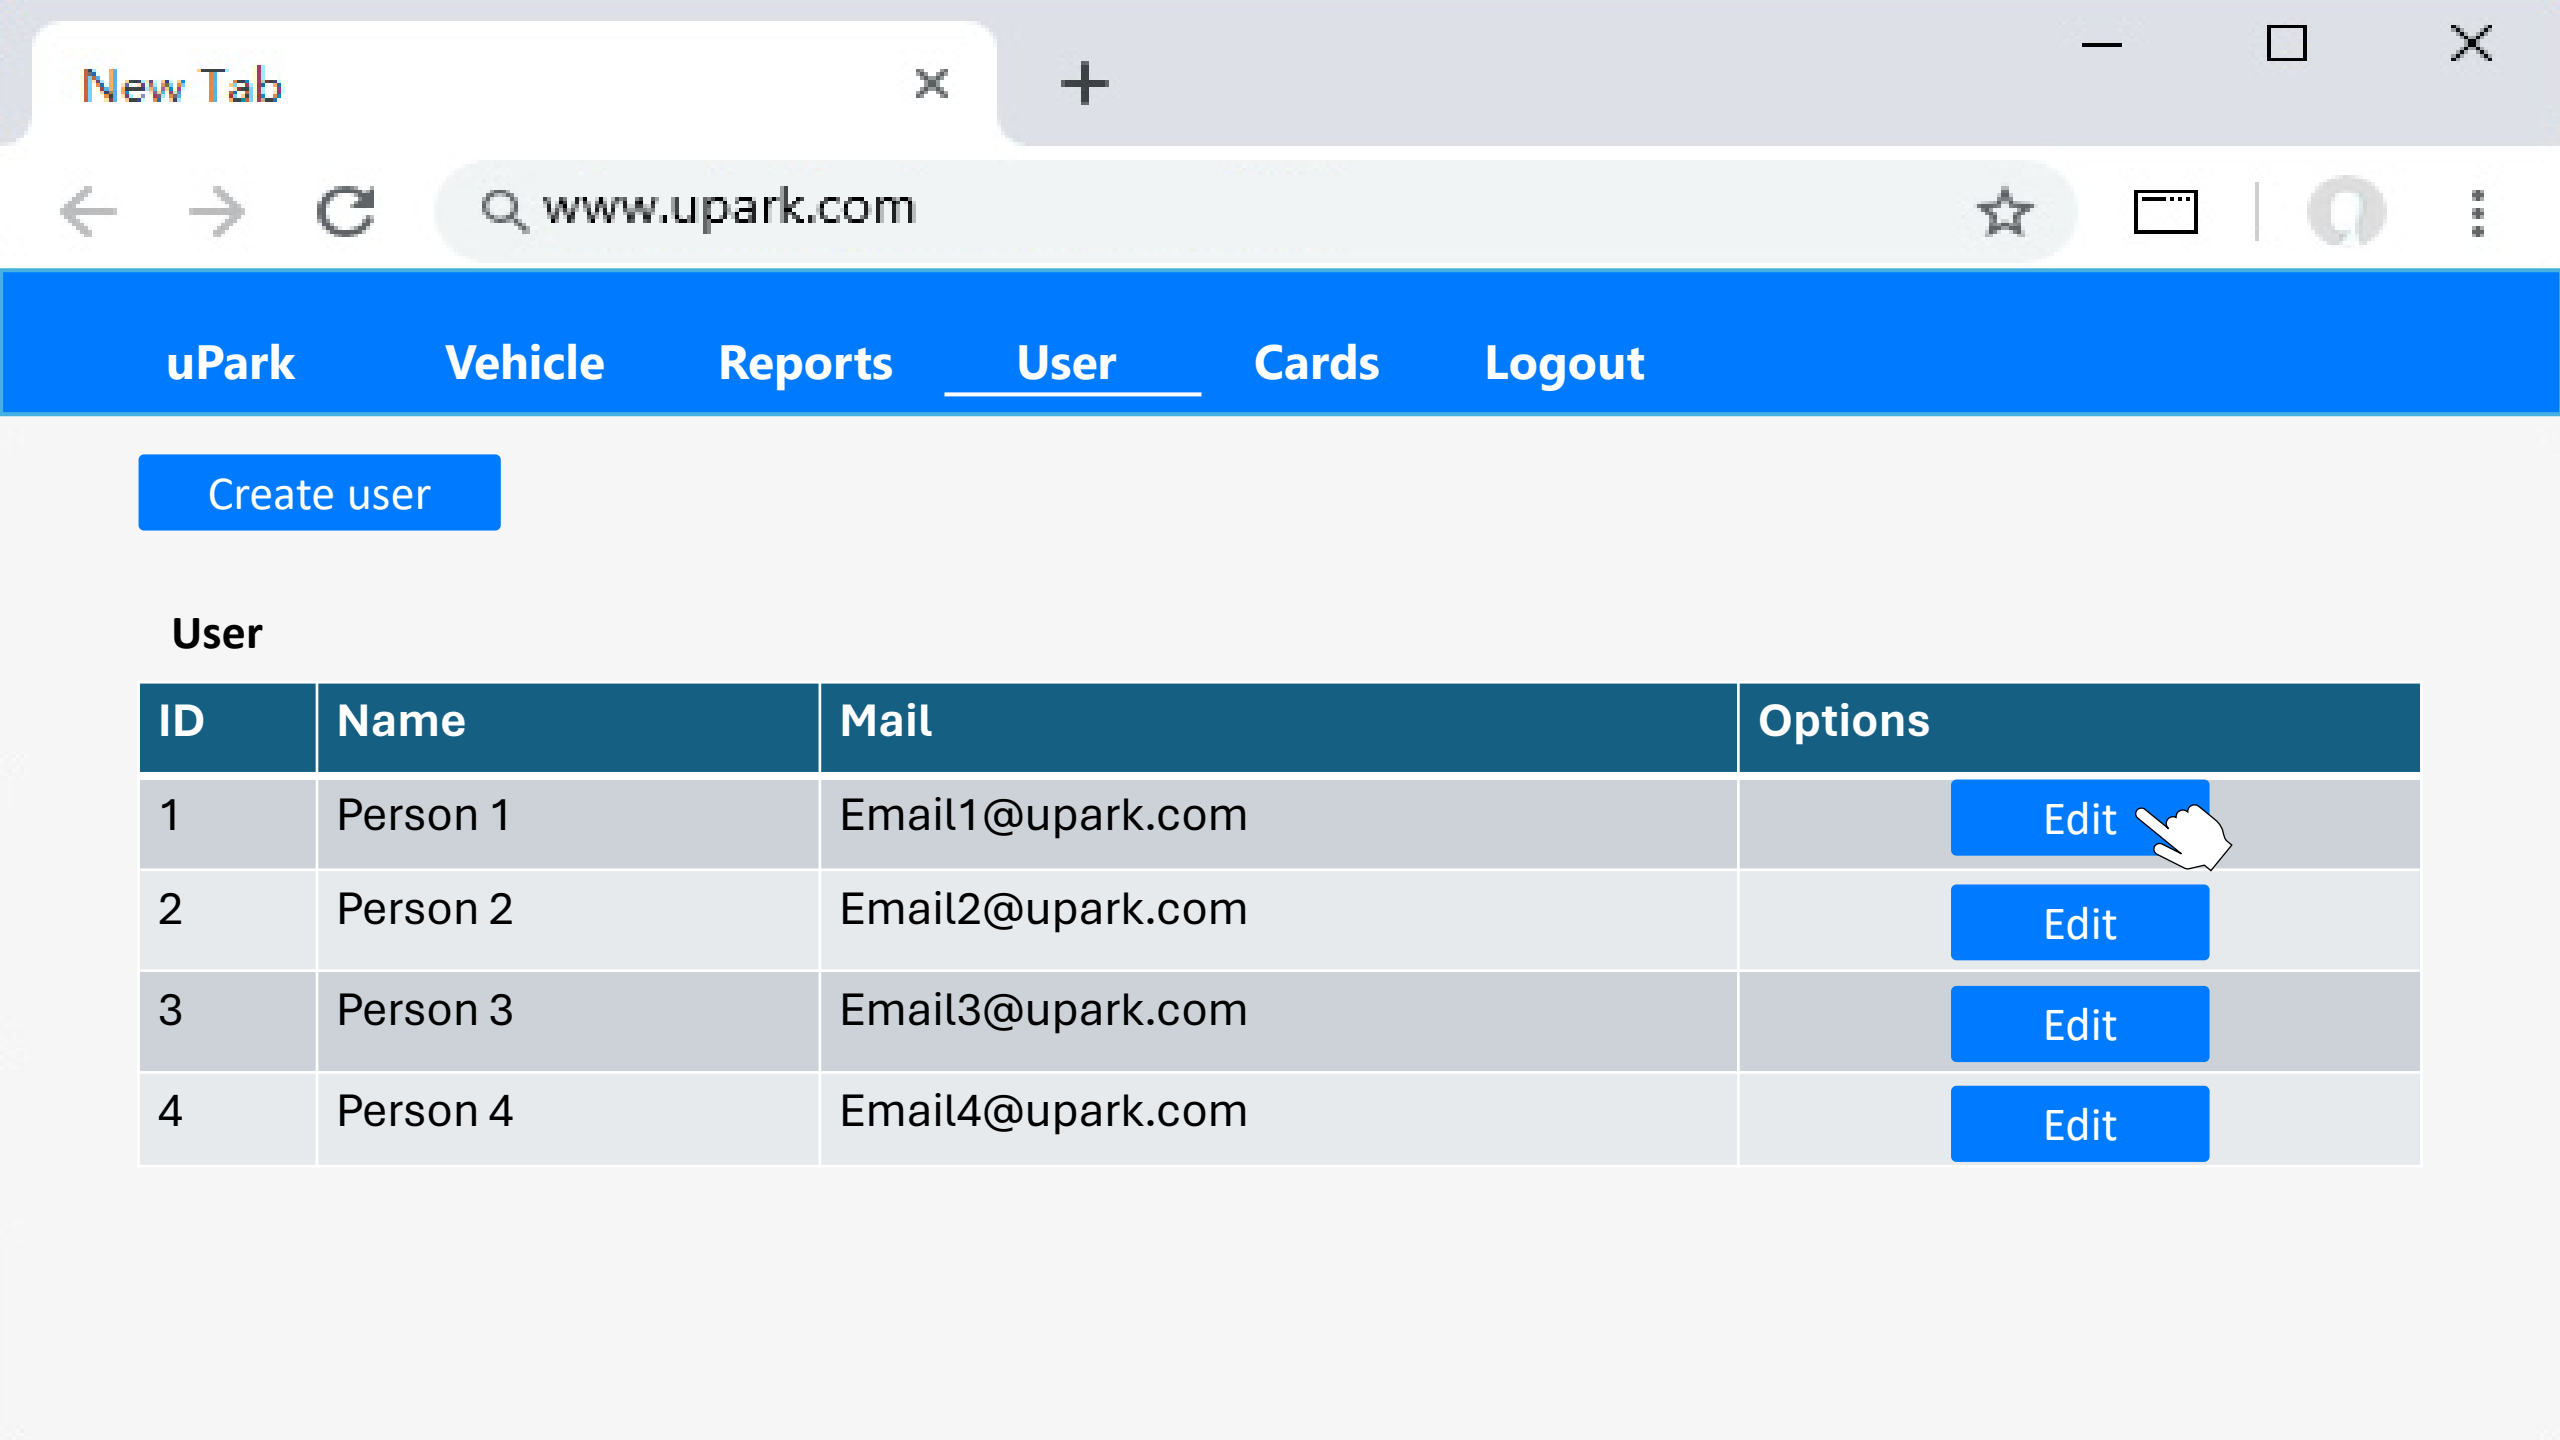 New Tab
www.upark.com
uPark Vehicle Reports User Cards Logout
Create user
User
ID Name Mail Options
1 Person 1 Email1@upark.com Edit
2 Person 2 Email2@upark.com Edit
3 Person 3 Email3@upark.com Edit
4 Person 4 Email4@upark.com Edit